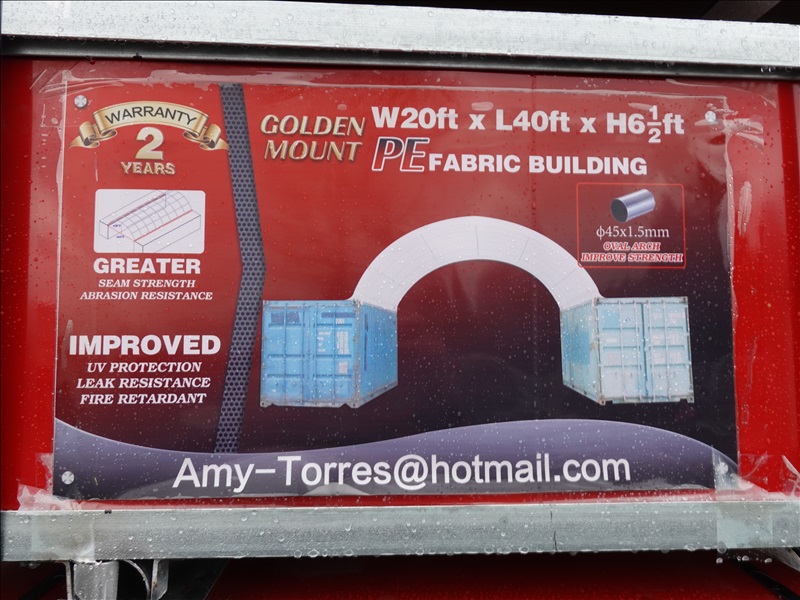 WARRANTY
2
YEARS
GOLDEN
MOUNT
W20ft x L40ft x H6½ft
PE FABRIC BUILDING
GREATER
SEAM STRENGTH
ABRASION RESISTANCE
ϕ45x1.5mm
OVAL ARCH
IMPROVE STRENGTH
IMPROVED
UV PROTECTION
LEAK RESISTANCE
FIRE RETARDANT
Amy-Torres@hotmail.com